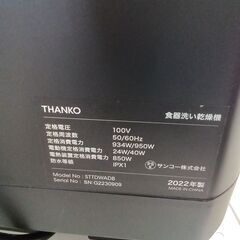 THANKO 食器洗い乾燥機
定格電圧 100V
定格周波数 50/60Hz
定格消費電力 934W/950W
電動機定格消費電力 24W/40W
電熱装置定格消費電力 850W
防水等級 IPX1 サンコー株式会社
Model No : STTDWADB 2022年製
Serial No : SN-G2230909 MADE IN CHINA